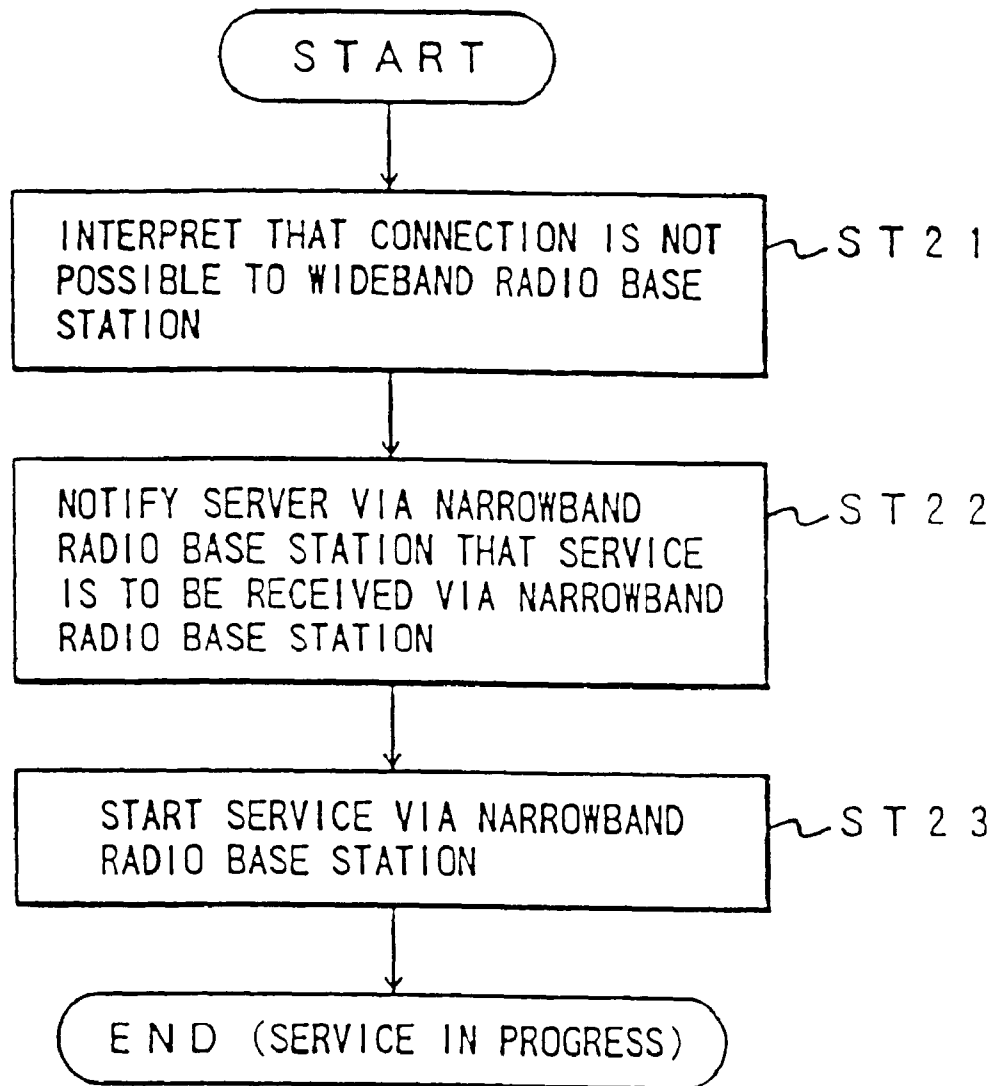 START
INTERPRET THAT CONNECTION IS NOT
POSSIBLE TO WIDEBAND RADIO BASE
STATION
ST21
NOTIFY SERVER VIA NARROWBAND
RADIO BASE STATION THAT SERVICE
IS TO BE RECEIVED VIA NARROWBAND
RADIO BASE STATION
ST22
START SERVICE VIA NARROWBAND
RADIO BASE STATION
ST23
END (SERVICE IN PROGRESS)